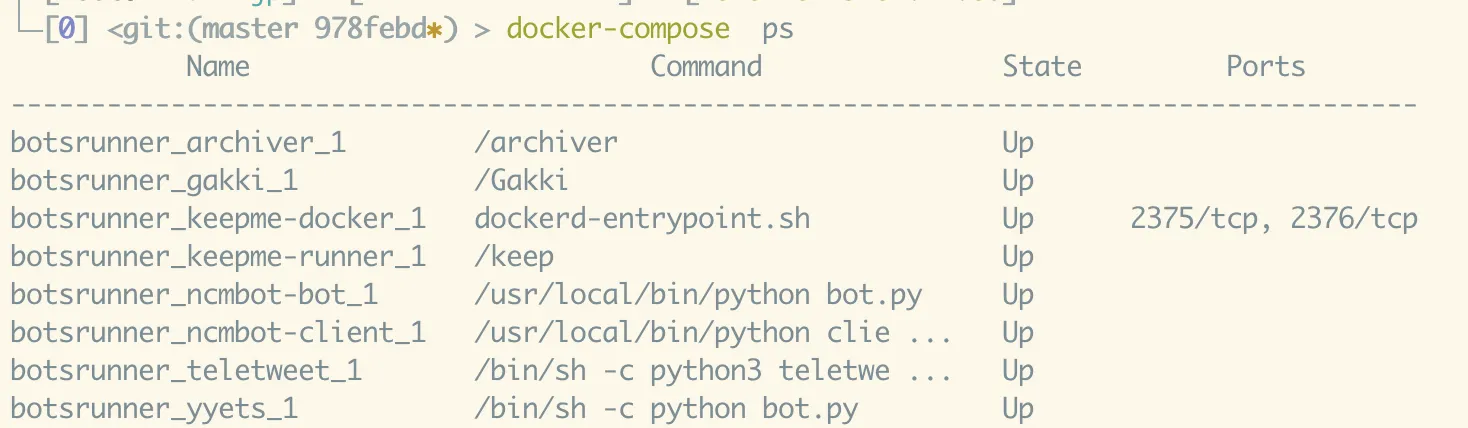 [0] <git:(master 978febd*) > docker-compose  ps
Name Command State Ports
-----------------------------------------------------------------------------------------
botsrunner_archiver_1 /archiver Up
botsrunner_gakki_1 /Gakki Up
botsrunner_keepme-docker_1 dockerd-entrypoint.sh Up 2375/tcp, 2376/tcp
botsrunner_keepme-runner_1 /keep Up
botsrunner_ncmbot-bot_1 /usr/local/bin/python bot.py Up
botsrunner_ncmbot-client_1 /usr/local/bin/python clie ... Up
botsrunner_teletweet_1 /bin/sh -c python3 teletwe ... Up
botsrunner_yyets_1 /bin/sh -c python bot.py Up